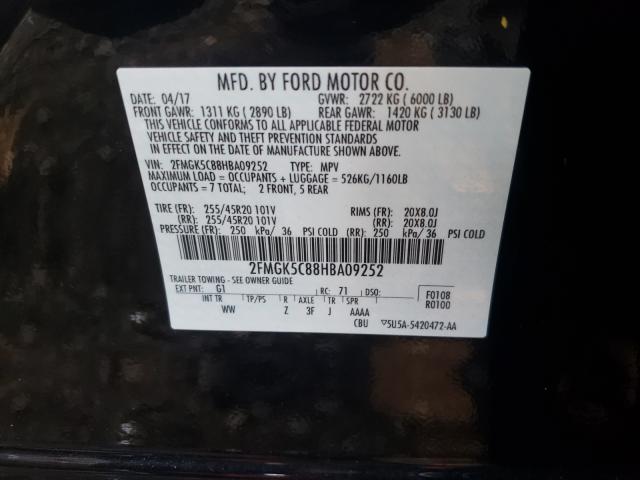 MFD. BY FORD MOTOR CO.
DATE: 04/17 GVWR: 2722 KG ( 6000 LB)
FRONT GAWR: 1311 KG ( 2890 LB) REAR GAWR: 1420 KG ( 3130 LB)
THIS VEHICLE CONFORMS TO ALL APPLICABLE FEDERAL MOTOR
VEHICLE SAFETY AND THEFT PREVENTION STANDARDS
IN EFFECT ON THE DATE OF MANUFACTURE SHOWN ABOVE.
VIN: 2FMGK5C88HBA09252 TYPE: MPV
MAXIMUM LOAD = OCCUPANTS + LUGGAGE = 526KG/1160LB
OCCUPANTS = 7 TOTAL; 2 FRONT, 5 REAR
TIRE (FR): 255/45R20 101V RIMS (FR): 20X8.0J
(RR): 255/45R20 101V (RR): 20X8.0J
PRESSURE (FR): 250 kPa/ 36 PSI COLD (RR): 250 kPa/ 36 PSI COLD
2FMGK5C88HBA09252
TRAILER TOWING - SEE OWNER GUIDE
EXT PNT: G1 RC: 71 DSO: F0108
R0100
INT TR TP/PS R AXLE TR SPR
WW Z 3F J AAAA
CBU 5U5A-5420472-AA